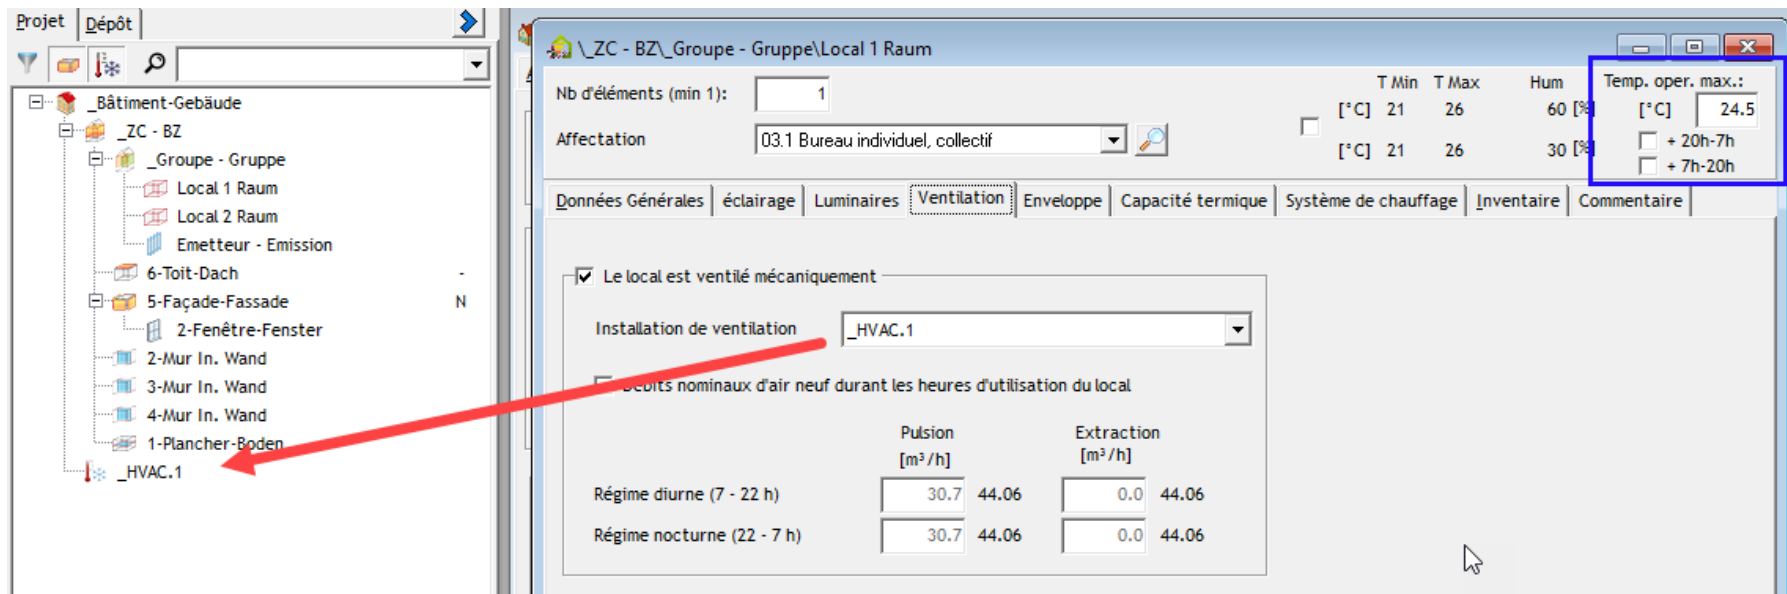 Projet Dépôt
_Bâtiment-Gebäude
_ZC - BZ
_Groupe - Gruppe
Local 1 Raum
Local 2 Raum
Emetteur - Emission
6-Toit-Dach -
5-Façade-Fassade N
2-Fenêtre-Fenster
2-Mur In. Wand
3-Mur In. Wand
4-Mur In. Wand
1-Plancher-Boden
_HVAC.1
\_ZC - BZ\_Groupe - Gruppe\Local 1 Raum
Nb d'éléments (min 1): 1
Affectation 03.1 Bureau individuel, collectif
T Min T Max Hum
[°C] 21 26 60 [%]
[°C] 21 26 30 [%]
Temp. oper. max.:
[°C] 24.5
+ 20h-7h
+ 7h-20h
Données Générales éclairage Luminaires Ventilation Enveloppe Capacité termique Système de chauffage Inventaire Commentaire
Le local est ventilé mécaniquement
Installation de ventilation _HVAC.1
Débits nominaux d'air neuf durant les heures d'utilisation du local
Pulsion Extraction
[m³/h] [m³/h]
Régime diurne (7 - 22 h) 30.7 44.06 0.0 44.06
Régime nocturne (22 - 7 h) 30.7 44.06 0.0 44.06